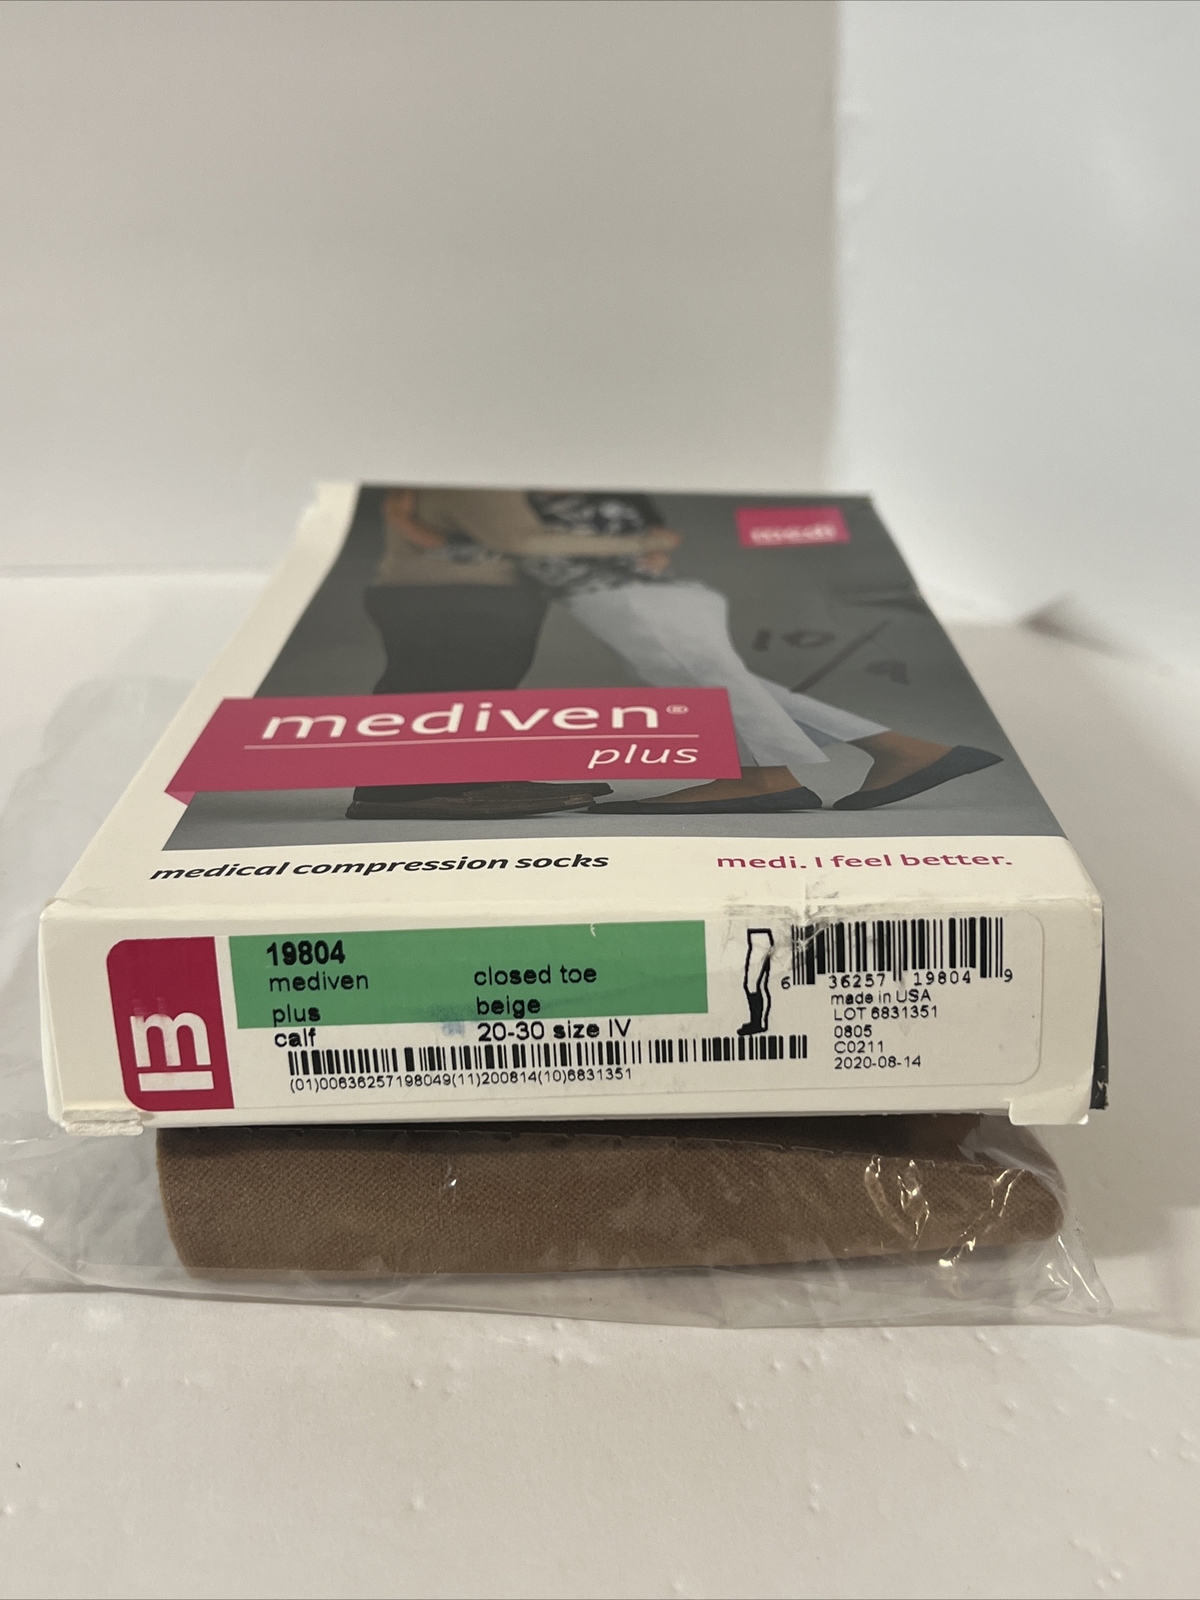 medi
10/9
mediven®
plus
medical compression socks
medi. I feel better.
m
19804
mediven
plus
calf
closed toe
beige
20-30 size IV
(01)00636257198049(11)200814(10)6831351
6 36257 19804 9
made in USA
LOT 6831351
0805
C0211
2020-08-14